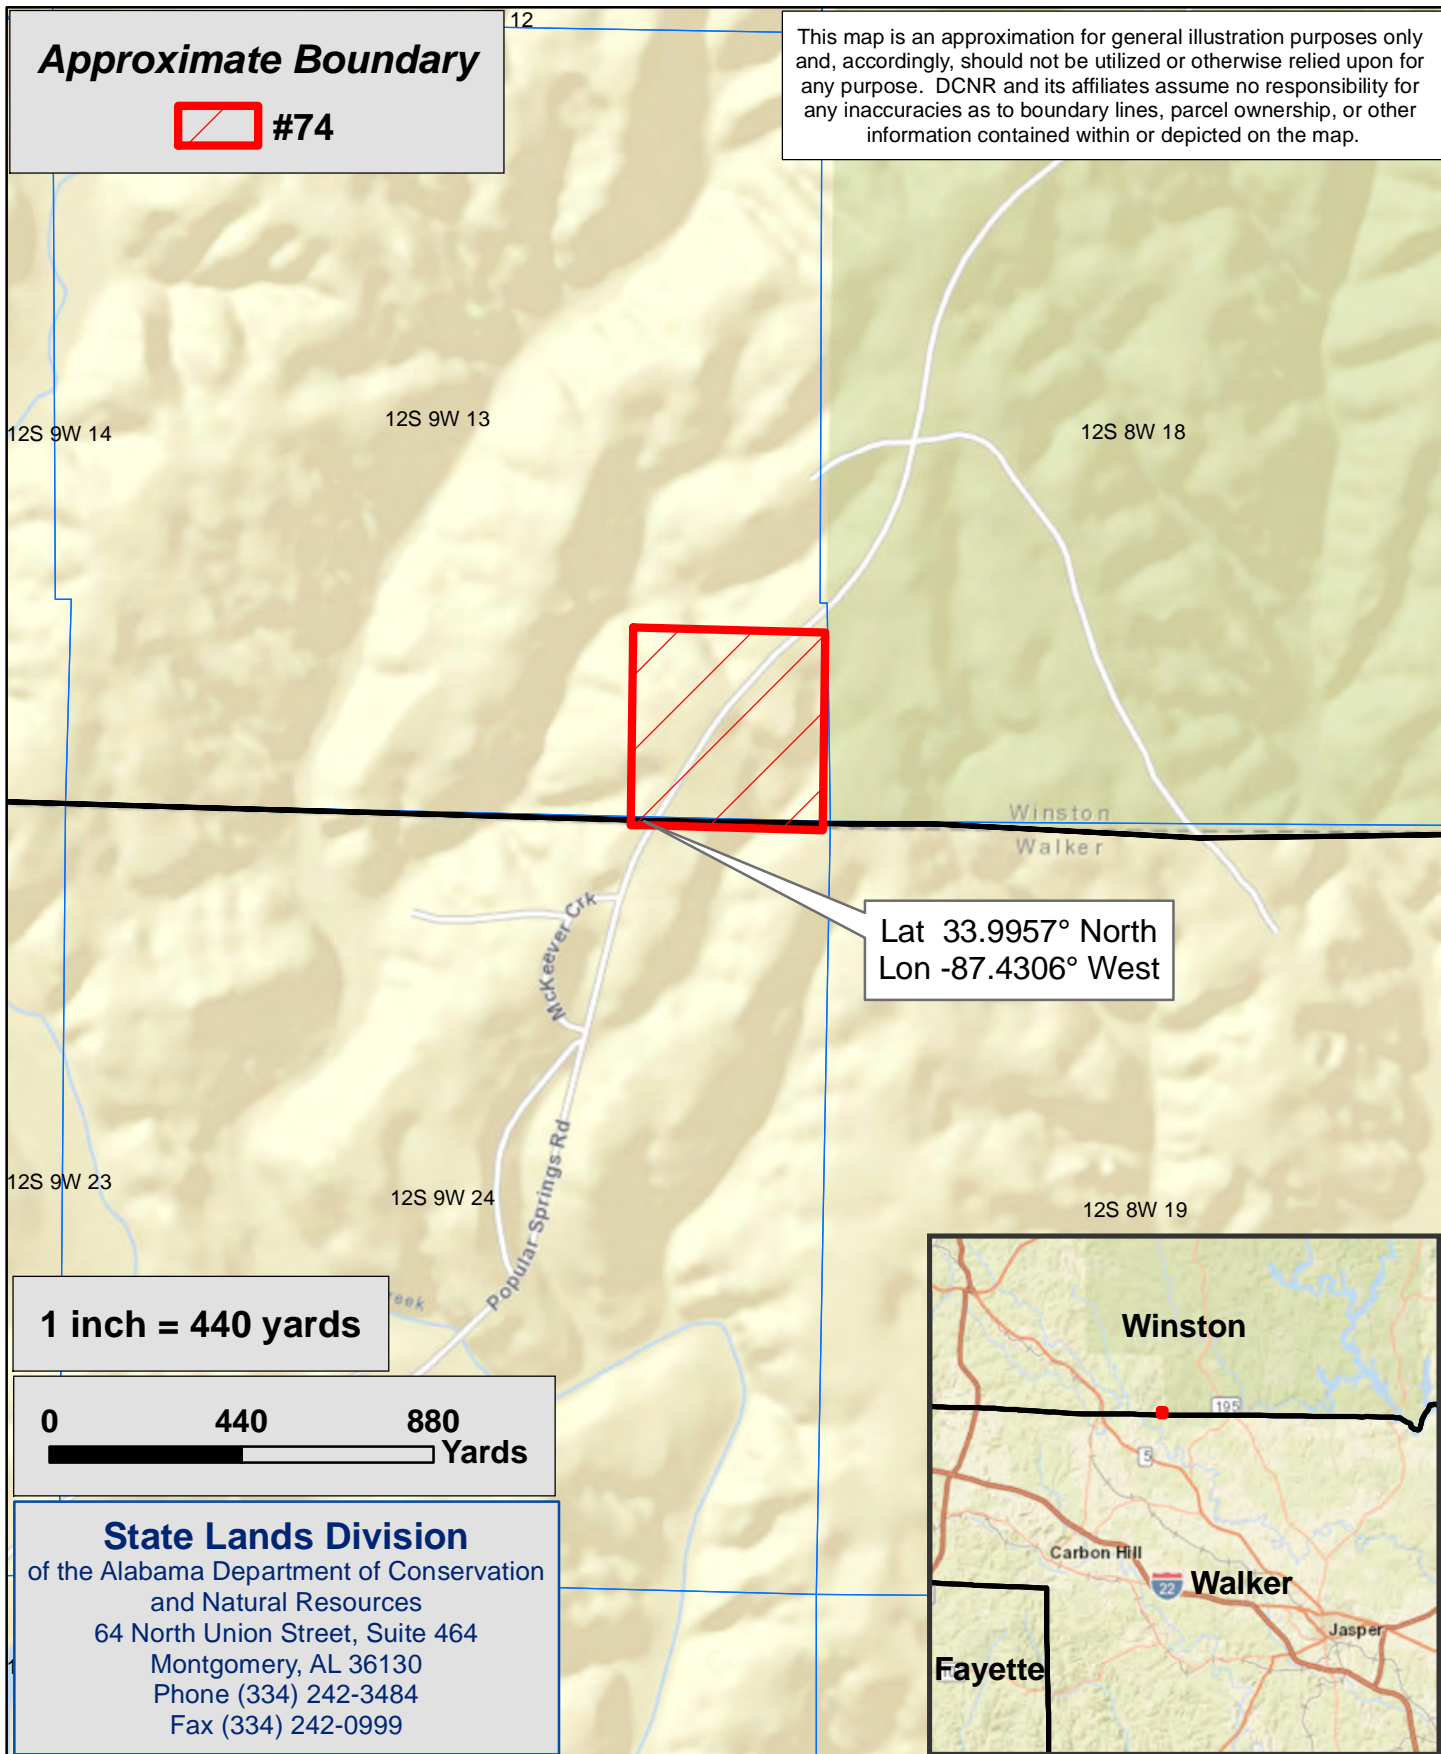 12
Approximate Boundary
#74
This map is an approximation for general illustration purposes only
and, accordingly, should not be utilized or otherwise relied upon for
any purpose. DCNR and its affiliates assume no responsibility for
any inaccuracies as to boundary lines, parcel ownership, or other
information contained within or depicted on the map.
12S 9W 14
12S 9W 13
12S 8W 18
Winston
Walker
McKeever Crk
Lat 33.9957° North
Lon -87.4306° West
12S 9W 23
12S 9W 24
Popular Springs Rd
12S 8W 19
reek
1 inch = 440 yards
0 440 880
Yards
State Lands Division
of the Alabama Department of Conservation
and Natural Resources
64 North Union Street, Suite 464
Montgomery, AL 36130
Phone (334) 242-3484
Fax (334) 242-0999
Winston
195
5
Carbon Hill
22
Walker
Jasper
Fayette